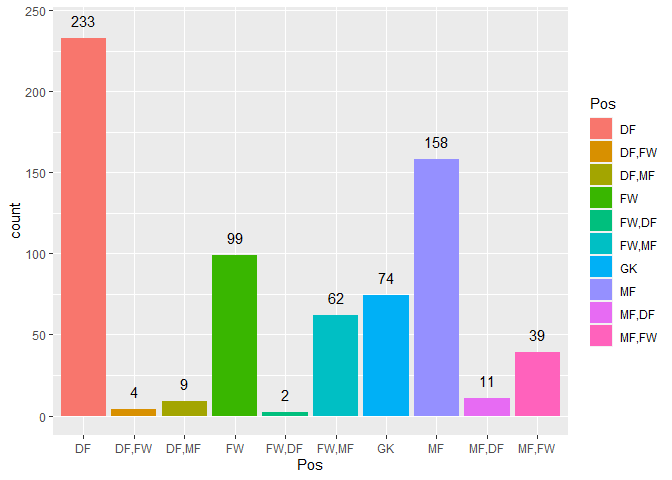 250
200
150
100
50
0
count
233
4
9
99
2
62
74
158
11
39
DF
DF,FW
DF,MF
FW
FW,DF
FW,MF
GK
MF
MF,DF
MF,FW
Pos
Pos
DF
DF,FW
DF,MF
FW
FW,DF
FW,MF
GK
MF
MF,DF
MF,FW